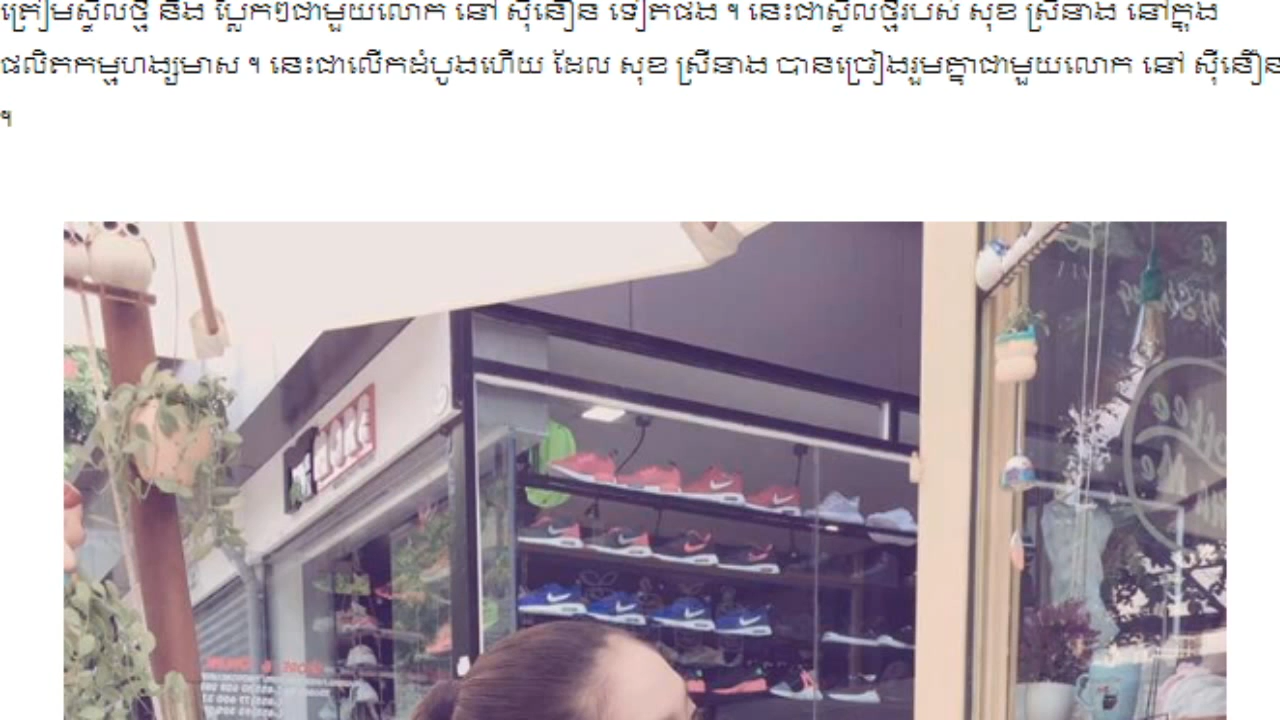 ត្រៀមស្ទីលថ្មី និង ប្លែកៗជាមួយលោក នៅ ស៊ីនឿន ទៀតផង ។ នេះជាស្ទីលថ្មីរបស់ សុខ ស្រីនាង នៅក្នុង
ផលិតកម្មហង្សមាស ។ នេះជាលើកដំបូងហើយ ដែល សុខ ស្រីនាង បានច្រៀងរួមគ្នាជាមួយលោក នៅ ស៊ីនឿន
។